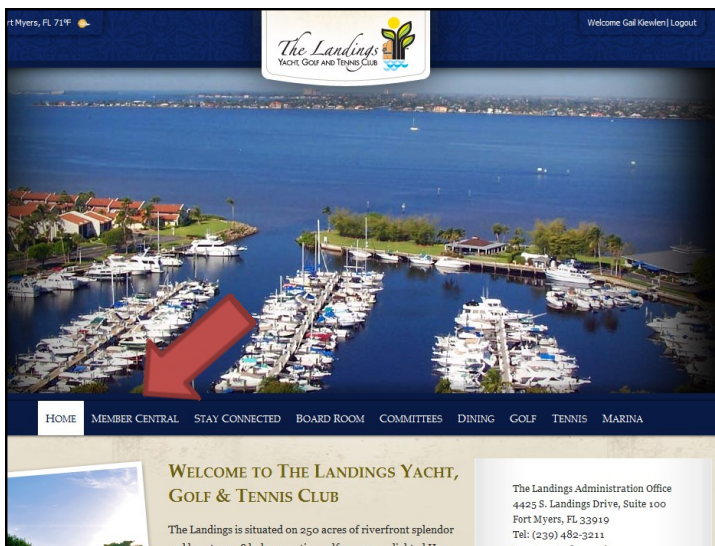 rt Myers, FL 71°F
Welcome Gail Kiewlen| Logout
The Landings
YACHT, GOLF AND TENNIS CLUB
HOME MEMBER CENTRAL STAY CONNECTED BOARD ROOM COMMITTEES DINING GOLF TENNIS MARINA
WELCOME TO THE LANDINGS YACHT,
GOLF & TENNIS CLUB
The Landings is situated on 250 acres of riverfront splendor
The Landings Administration Office
4425 S. Landings Drive, Suite 100
Fort Myers, FL 33919
Tel: (239) 482-3211